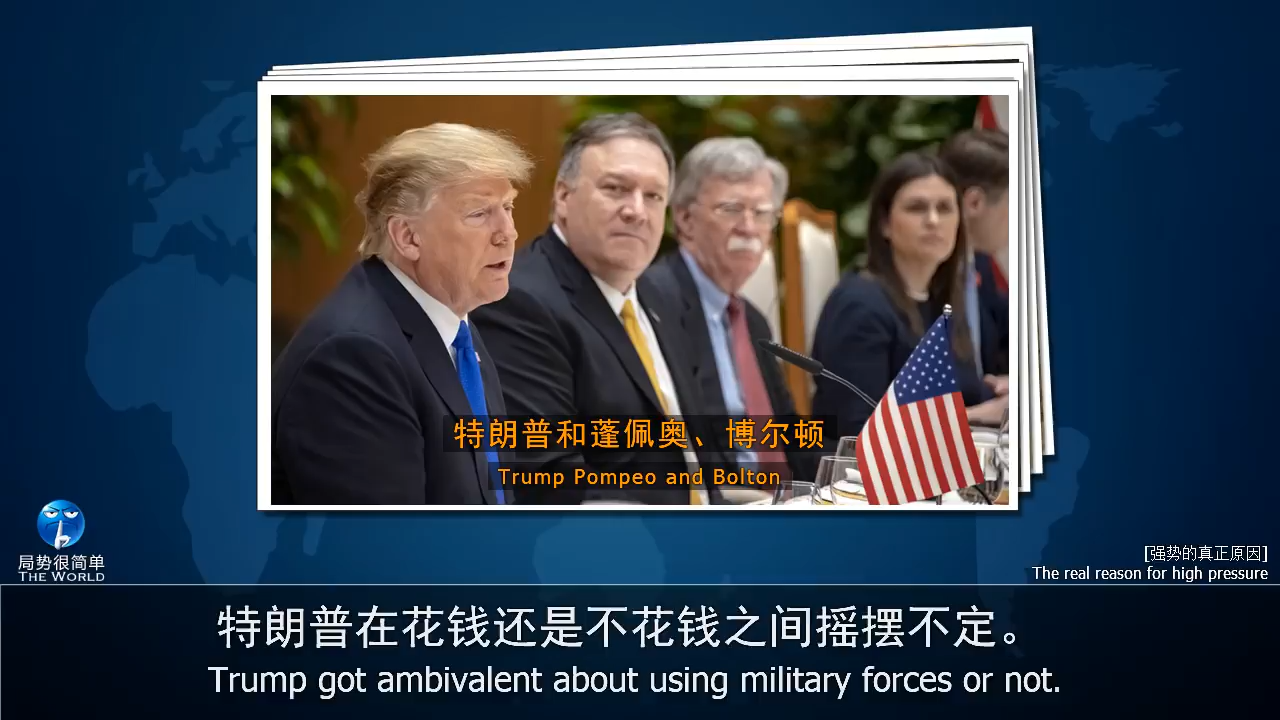 特朗普和蓬佩奥、博尔顿
Trump Pompeo and Bolton
局势很简单
THE WORLD
[强势的真正原因]
The real reason for high pressure
特朗普在花钱还是不花钱之间摇摆不定。
Trump got ambivalent about using military forces or not.